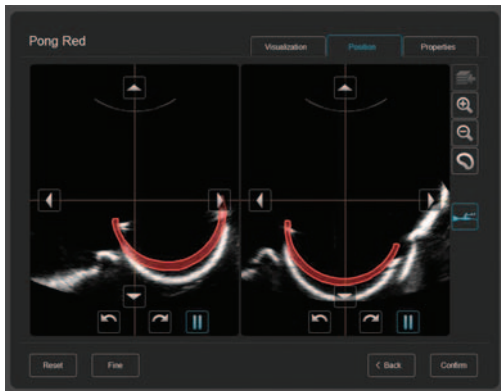 Pong Red
Visualization
Position
Properties
Reset
Fine
< Back
Confirm